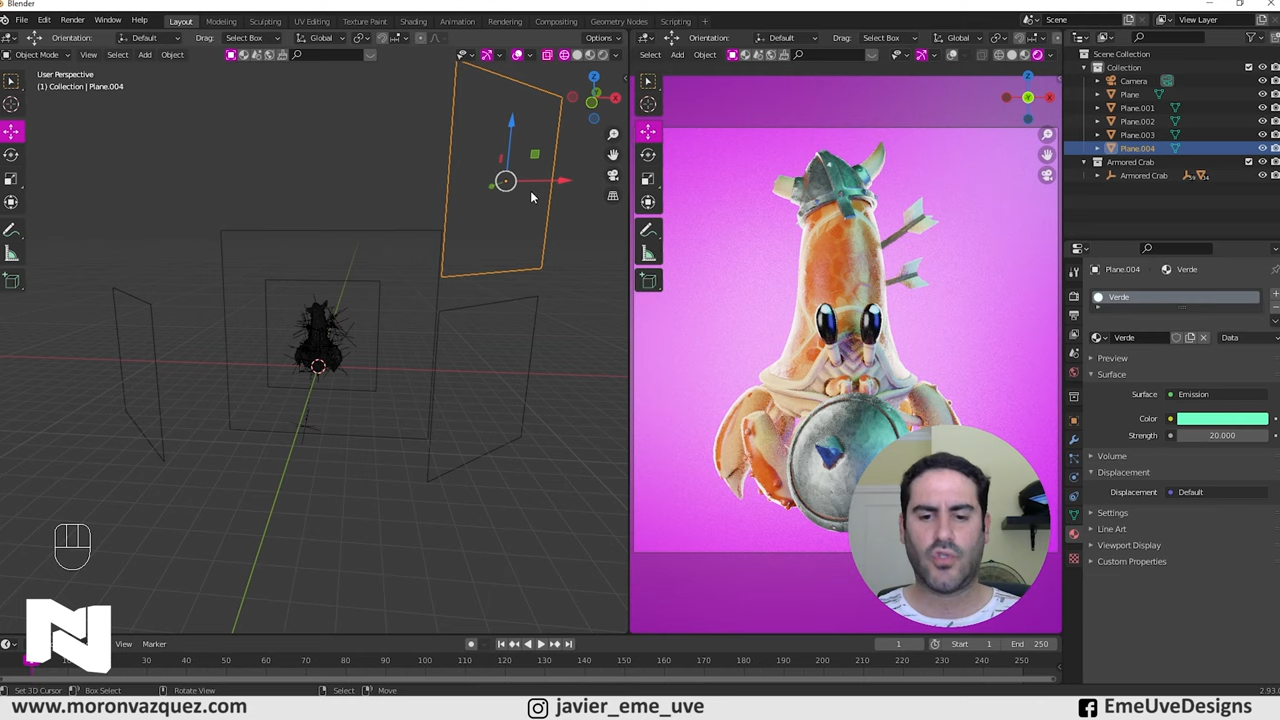 Blender
File Edit Render Window Help Layout Modeling Sculpting UV Editing Texture Paint Shading Animation Rendering Compositing Geometry Nodes Scripting + Scene View Layer
Orientation: Default Drag: Select Box Global Options
Object Mode View Select Add Object
User Perspective
(1) Collection | Plane.004
Z
X
Orientation: Default Drag: Select Box Global
Select Add Object
Z
Y
X
Scene Collection
Collection
Camera
Plane
Plane.001
Plane.002
Plane.003
Plane.004
Armored Crab
Armored Crab
Plane.004 Verde
Verde
Verde Data
Preview
Surface
Surface Emission
Color
Strength 20.000
Volume
Displacement
Displacement Default
Settings
Line Art
Viewport Display
Custom Properties
N
View Marker 1 Start 1 End 250
30 40 50 60 70 80 90 100 110 120 130 140 150 160 170 180 190 200 210 220 230 240 250
Set 3D Cursor Box Select Rotate View Select Move 2.93.0
www.moronvazquez.com javier_eme_uve EmeUveDesigns